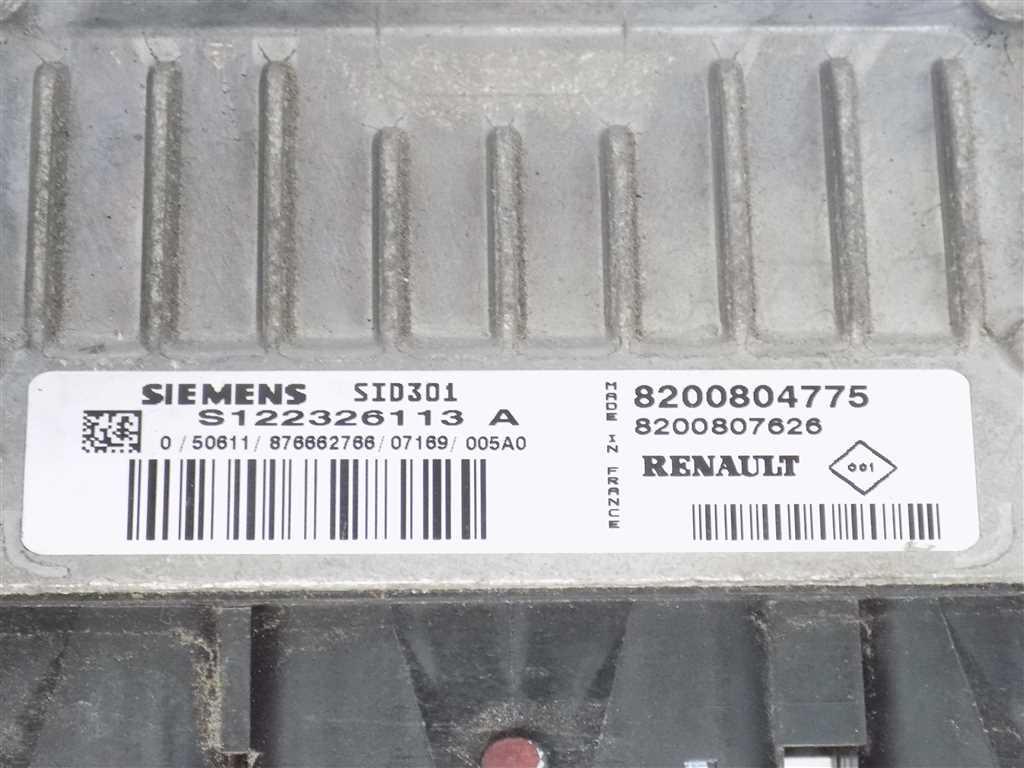 SIEMENS SID301
S122326113 A
0/50611/876662766/07169/005A0
MADE IN FRANCE
8200804775
8200807626
RENAULT 001